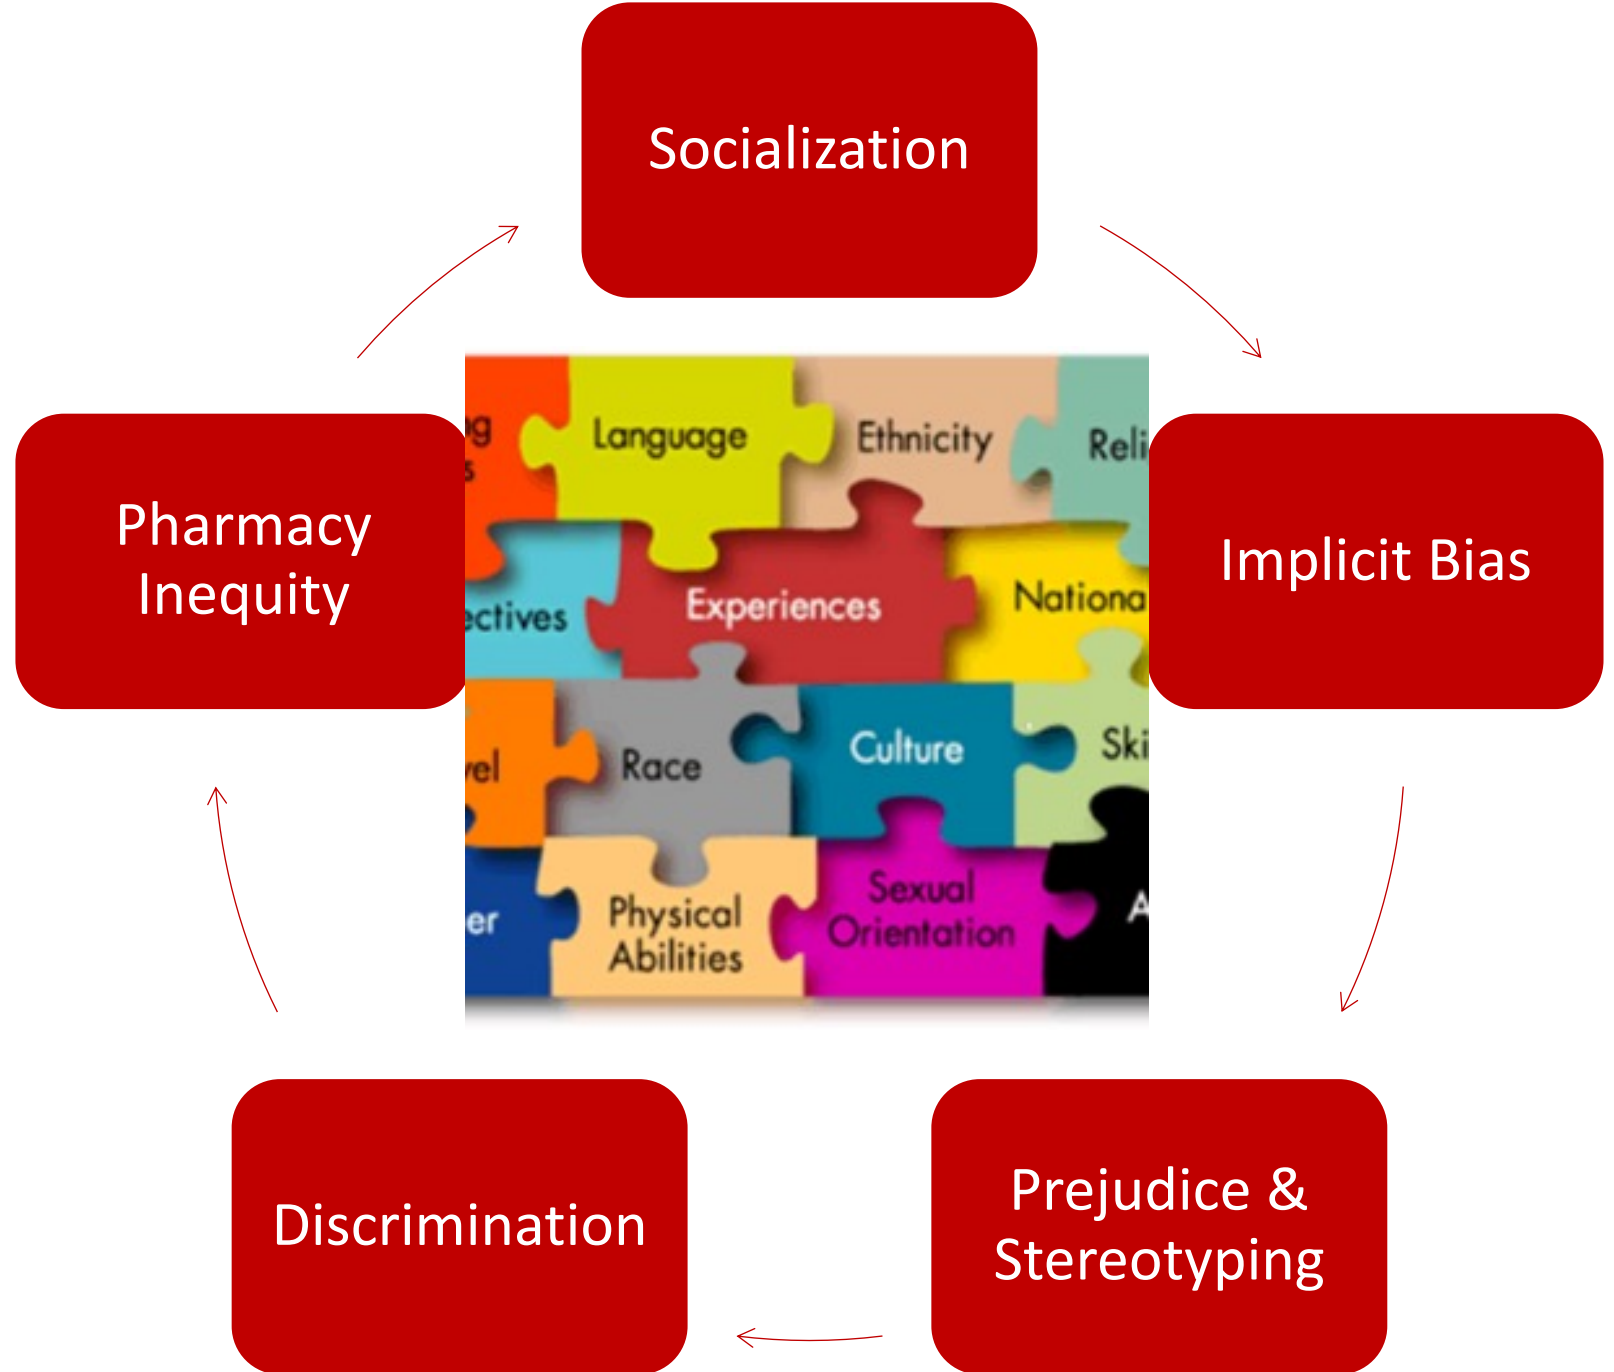 Socialization
Language
Ethnicity
Pharmacy
Inequity
Implicit Bias
Experiences
Race
Culture
Physical
Abilities
Sexual
Orientation
Discrimination
Prejudice &
Stereotyping